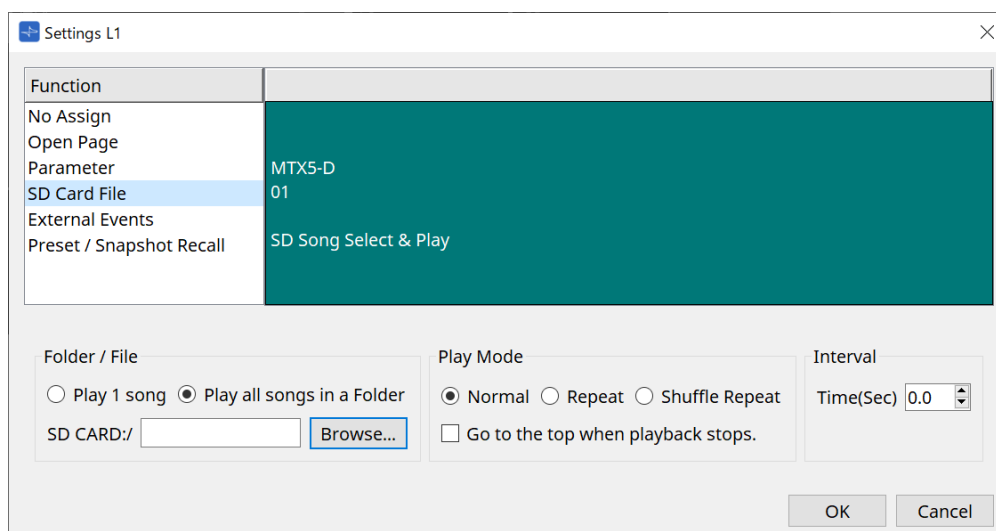 Settings L1
Function
No Assign
Open Page
Parameter
SD Card File
External Events
Preset / Snapshot Recall
MTX5-D
01
SD Song Select & Play
Folder / File
Play 1 song
Play all songs in a Folder
SD CARD:/
Browse...
Play Mode
Normal
Repeat
Shuffle Repeat
Go to the top when playback stops.
Interval
Time(Sec)
0.0
OK
Cancel